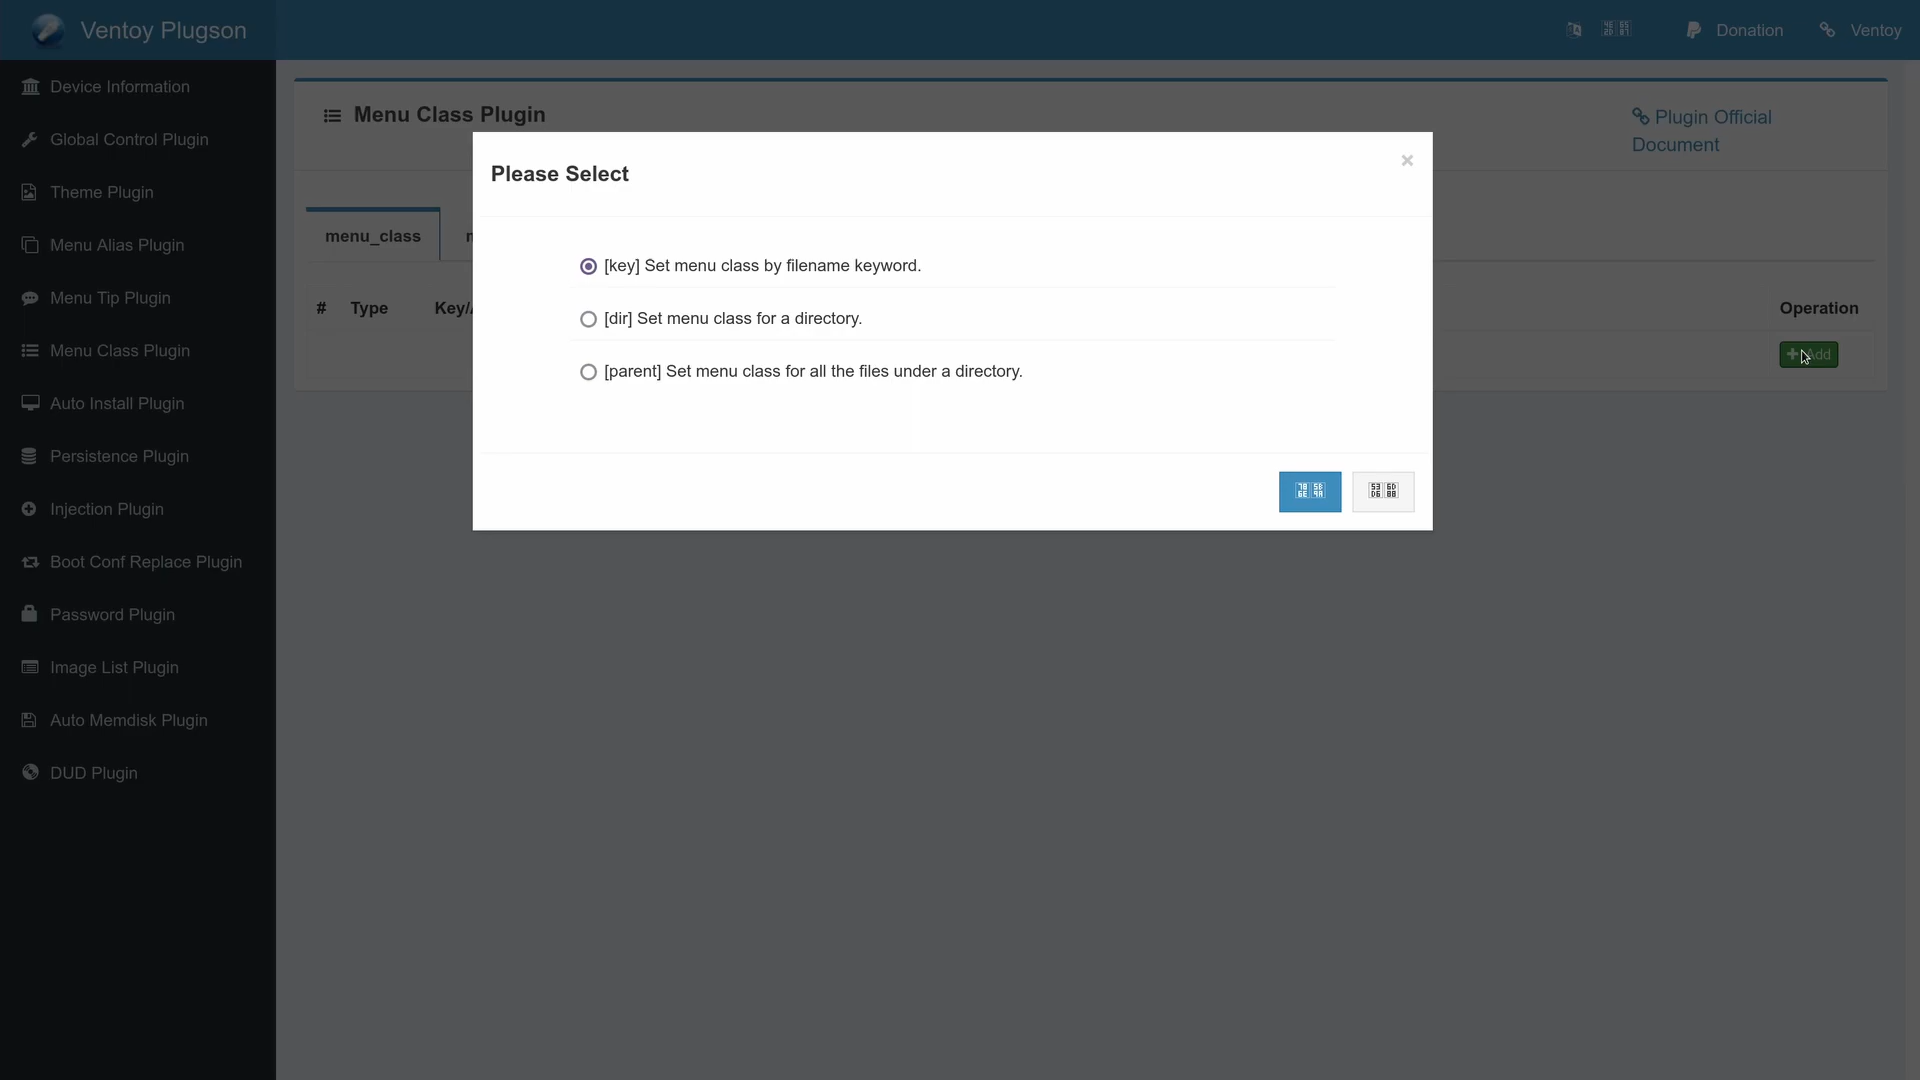 Ventoy Plugson
Donation
Ventoy
Device Information
Global Control Plugin
Theme Plugin
Menu Alias Plugin
Menu Tip Plugin
Menu Class Plugin
Auto Install Plugin
Persistence Plugin
Injection Plugin
Boot Conf Replace Plugin
Password Plugin
Image List Plugin
Auto Memdisk Plugin
DUD Plugin
Menu Class Plugin
Plugin Official
Document
menu_class
# Type Key/
Operation
Add
Please Select
×
[key] Set menu class by filename keyword.
[dir] Set menu class for a directory.
[parent] Set menu class for all the files under a directory.